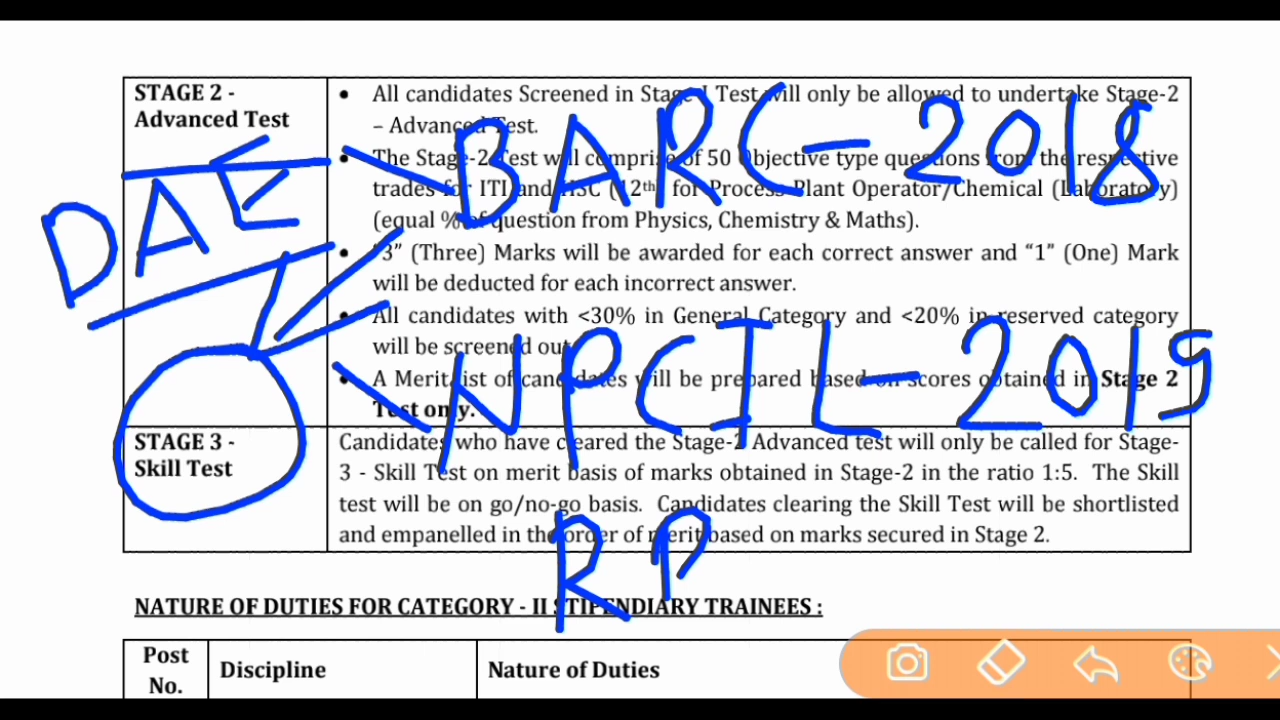 STAGE 2 -
Advanced Test
• All candidates Screened in Stage-I Test will only be allowed to undertake Stage-2
– Advanced Test.
• The Stage-2 Test will comprise of 50 Objective type questions from the respective
trades for ITI and HSC (12th for Process Plant Operator/Chemical (Laboratory)
(equal % of question from Physics, Chemistry & Maths).
• “3” (Three) Marks will be awarded for each correct answer and “1” (One) Mark
will be deducted for each incorrect answer.
• All candidates with <30% in General Category and <20% in reserved category
will be screened out
• A Merit list of candidates will be prepared based on scores obtained in Stage 2
Test only.
STAGE 3 -
Skill Test
Candidates who have cleared the Stage-2 Advanced test will only be called for Stage-
3 - Skill Test on merit basis of marks obtained in Stage-2 in the ratio 1:5. The Skill
test will be on go/no-go basis. Candidates clearing the Skill Test will be shortlisted
and empanelled in the order of merit based on marks secured in Stage 2.
DAE
BARC-2018
NPCIL-2019
RP
NATURE OF DUTIES FOR CATEGORY - II STIPENDIARY TRAINEES :
Post
No.
Discipline
Nature of Duties